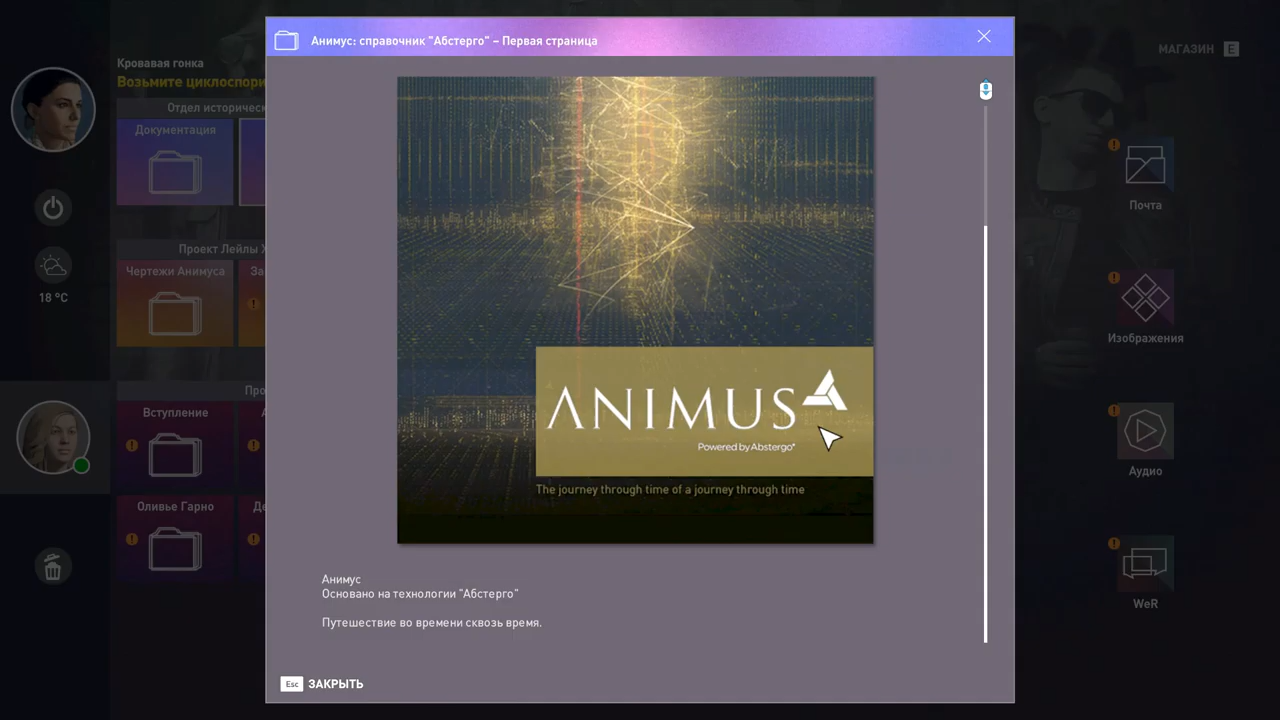 Анимус: справочник "Абстерго" – Первая страница
МАГАЗИН E
Кровавая гонка
Возьмите циклоспори
Отдел историческ
Документация
Проект Лейлы Х
Чертежи Анимуса
За
18 °C
Про
Вступление
Оливье Гарно
Де
Почта
Изображения
Аудио
WeR
ANIMUS
Powered by Abstergo®
The journey through time of a journey through time
Анимус
Основано на технологии "Абстерго"
Путешествие во времени сквозь время.
Esc ЗАКРЫТЬ